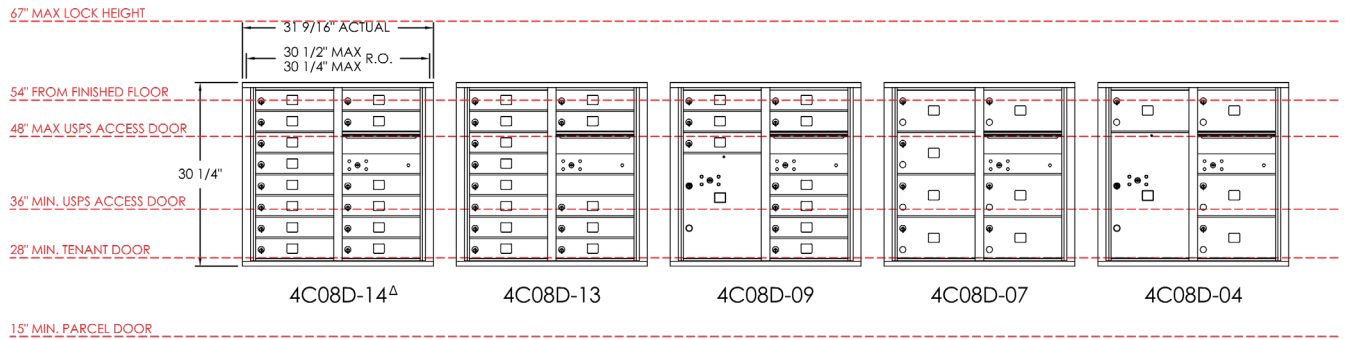 67" MAX LOCK HEIGHT
31 9/16" ACTUAL
30 1/2" MAX
30 1/4" MAX R.O.
54" FROM FINISHED FLOOR
48" MAX USPS ACCESS DOOR
30 1/4"
36" MIN. USPS ACCESS DOOR
28" MIN. TENANT DOOR
4C08D-14Δ 4C08D-13 4C08D-09 4C08D-07 4C08D-04
15" MIN. PARCEL DOOR